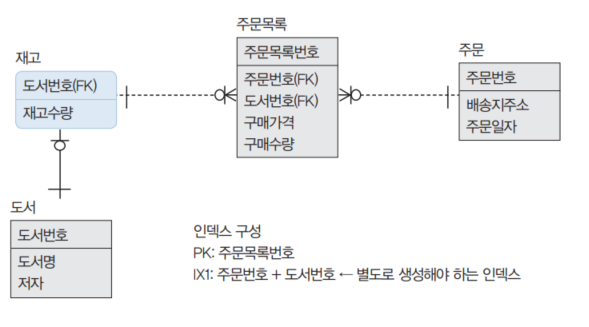 주문목록
주문목록번호
주문번호(FK)
도서번호(FK)
구매가격
구매수량
재고
도서번호(FK)
재고수량
주문
주문번호
배송지주소
주문일자
도서
도서번호
도서명
저자
인덱스 구성
PK: 주문목록번호
IX1: 주문번호 + 도서번호 ← 별도로 생성해야 하는 인덱스